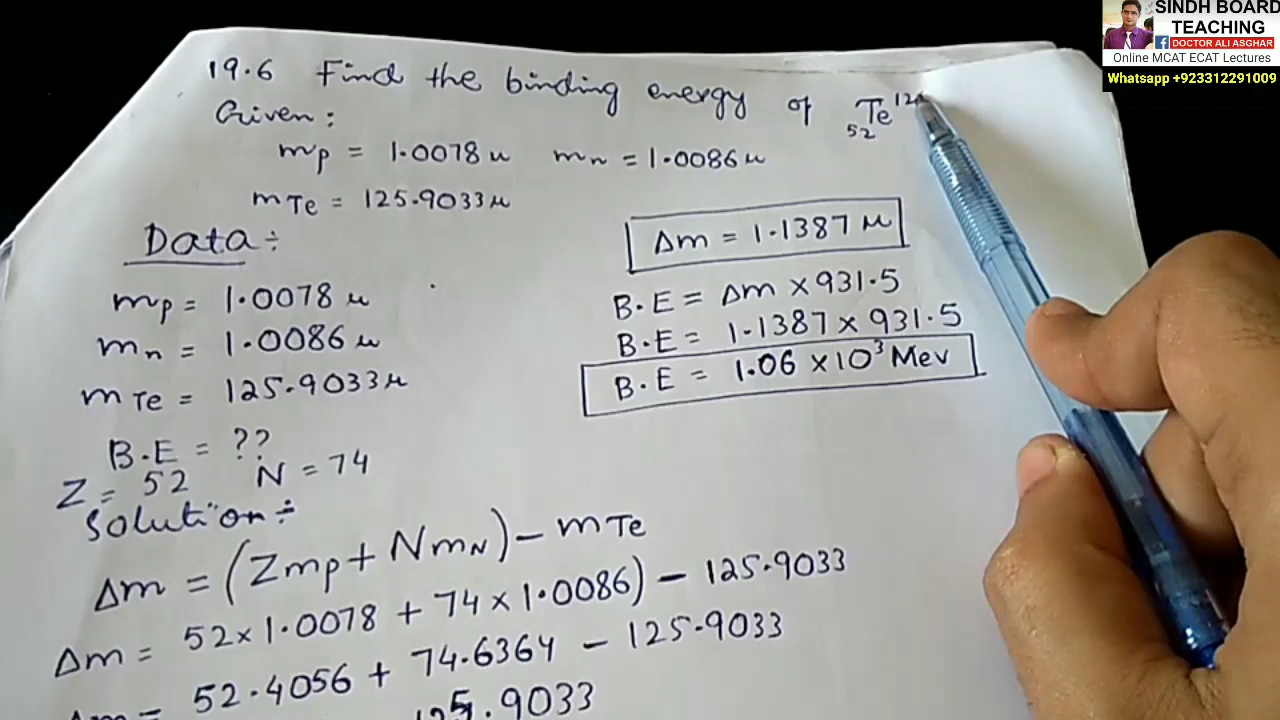 SINDH BOARD
TEACHING
DOCTOR ALI ASGHAR
Online MCAT ECAT Lectures
Whatsapp +923312291009
19.6 Find the binding energy of ₅₂Te
Given:
mp = 1.0078 u mn = 1.0086 u
mTe = 125.9033 u
Data ÷
mp = 1.0078 u
mn = 1.0086 u
mTe = 125.9033 u
B.E = ??
Z = 52 N = 74
Solution ÷
Δm = (Zmp + NmN) - mTe
Δm = 52 × 1.0078 + 74 × 1.0086) - 125.9033
52.4056 + 74.6364 - 125.9033
.9033
Δm = 1.1387 u
B.E = Δm × 931.5
B.E = 1.1387 × 931.5
B.E = 1.06 × 10³ Mev